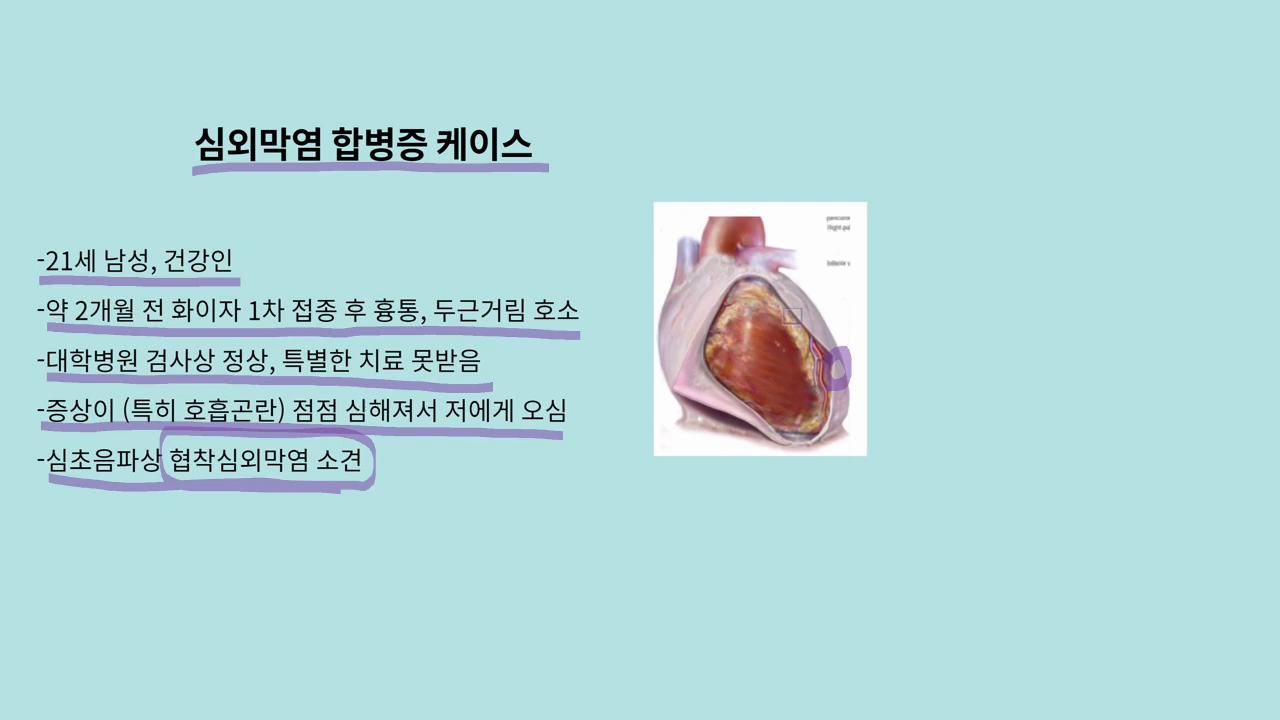 심외막염 합병증 케이스
-21세 남성, 건강인
-약 2개월 전 화이자 1차 접종 후 흉통, 두근거림 호소
-대학병원 검사상 정상, 특별한 치료 못받음
-증상이 (특히 호흡곤란) 점점 심해져서 저에게 오심
-심초음파상 협착심외막염 소견